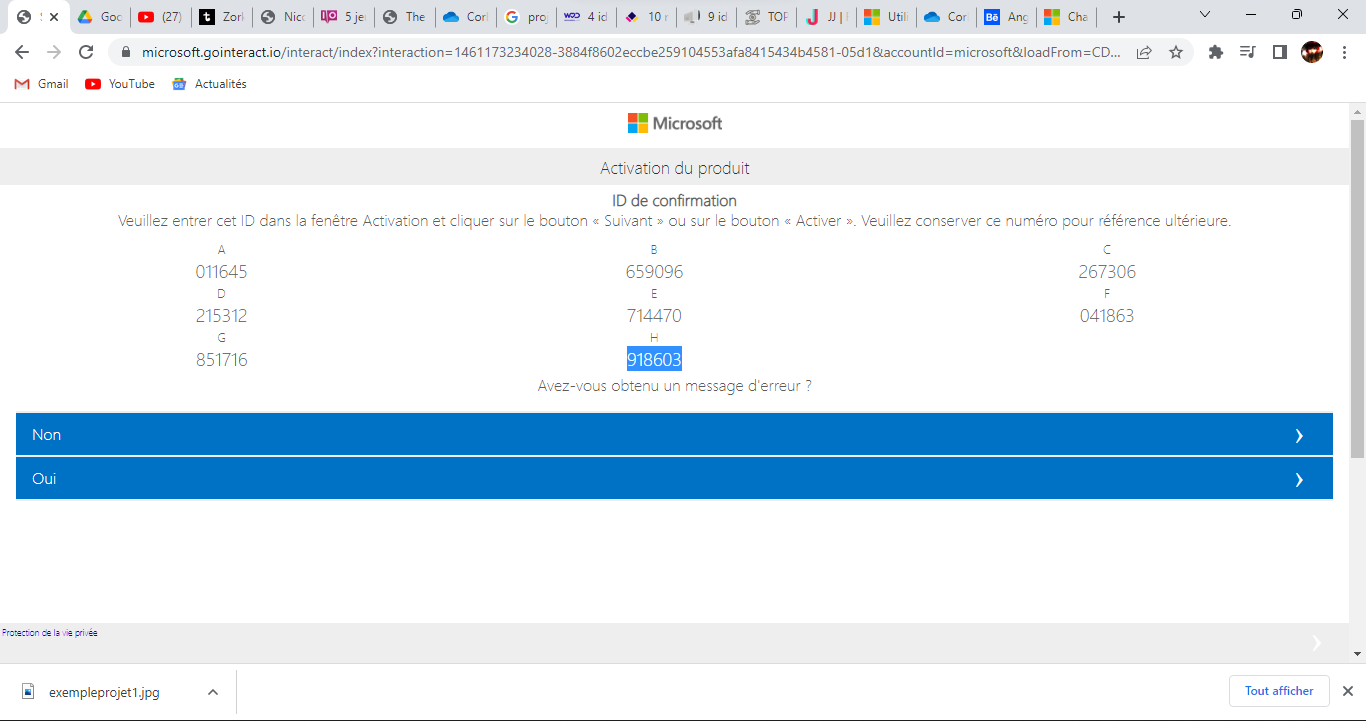 Goc
(27)
Zorl
Nicc
5 je
The
Corl
proj
4 id
10 r
9 id
TOP
JJ |
Utili
Cor
Bē Ang
Cha
microsoft.gointeract.io/interact/index?interaction=1461173234028-3884f8602eccbe259104553afa8415434b4581-05d1&accountId=microsoft&loadFrom=CD...
Gmail YouTube Actualités
Microsoft
Activation du produit
ID de confirmation
Veuillez entrer cet ID dans la fenêtre Activation et cliquer sur le bouton « Suivant » ou sur le bouton « Activer ». Veuillez conserver ce numéro pour référence ultérieure.
A B C
011645 659096 267306
D E F
215312 714470 041863
G H
851716 918603
Avez-vous obtenu un message d'erreur ?
Non
Oui
Protection de la vie privée
exempleprojet1.jpg
Tout afficher